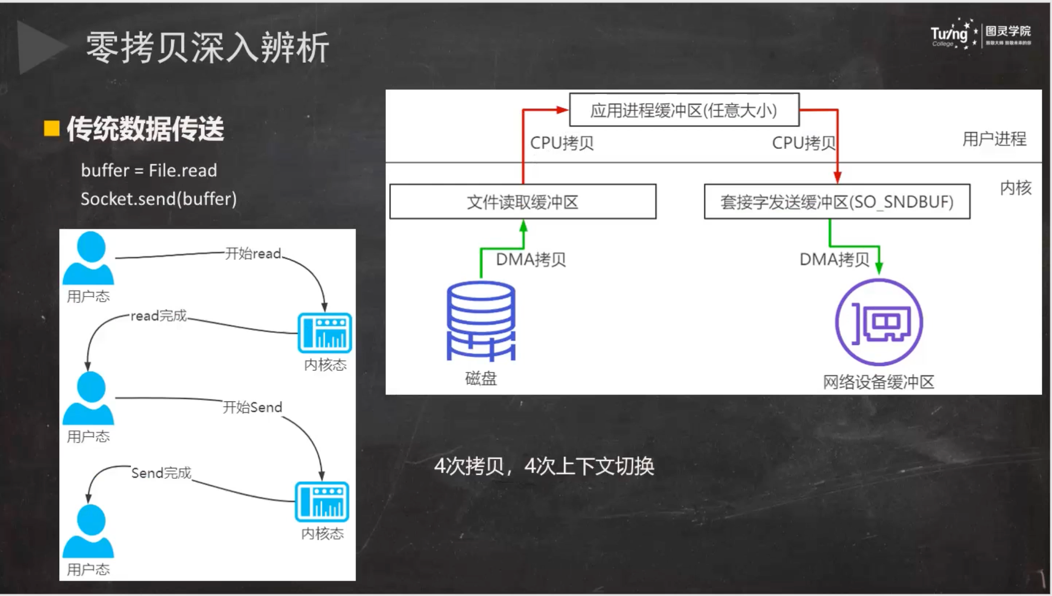 零拷贝深入辨析
Turing
College
图灵学院
传统数据传送
buffer = File.read
Socket.send(buffer)
用户态
开始read
read完成
内核态
用户态
开始Send
Send完成
内核态
用户态
应用进程缓冲区(任意大小)
CPU拷贝
CPU拷贝
用户进程
内核
文件读取缓冲区
套接字发送缓冲区(SO_SNDBUF)
DMA拷贝
DMA拷贝
磁盘
网络设备缓冲区
4次拷贝，4次上下文切换